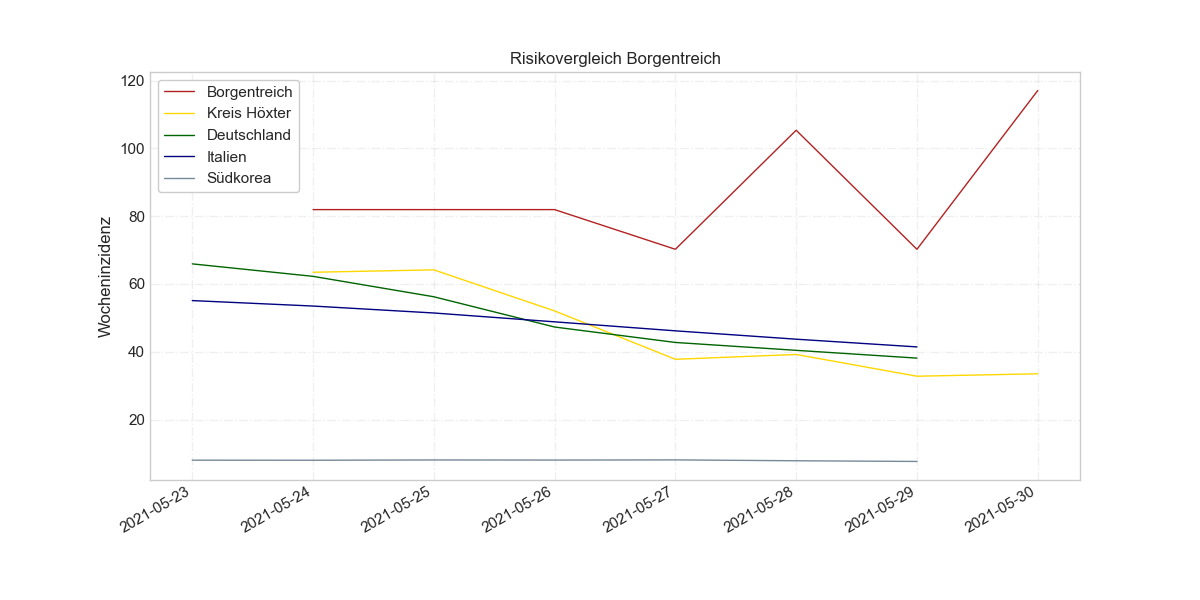 Risikovergleich Borgentreich
Wocheninzidenz
120
100
80
60
40
20
Borgentreich
Kreis Höxter
Deutschland
Italien
Südkorea
2021-05-23
2021-05-24
2021-05-25
2021-05-26
2021-05-27
2021-05-28
2021-05-29
2021-05-30